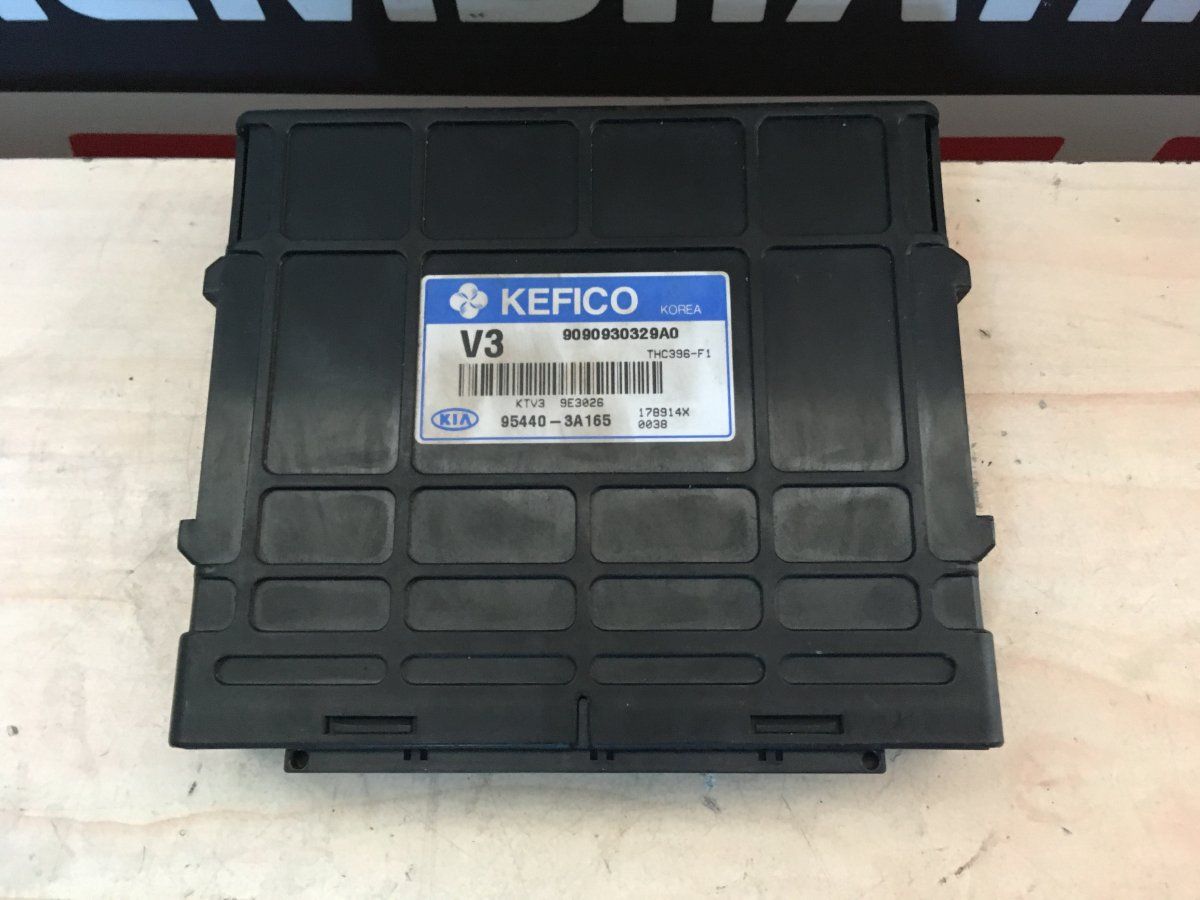 KEFICO KOREA
V3 9090930329A0
THC396-F1
KTV3 9E3026
KIA 95440-3A165 178914X
0038